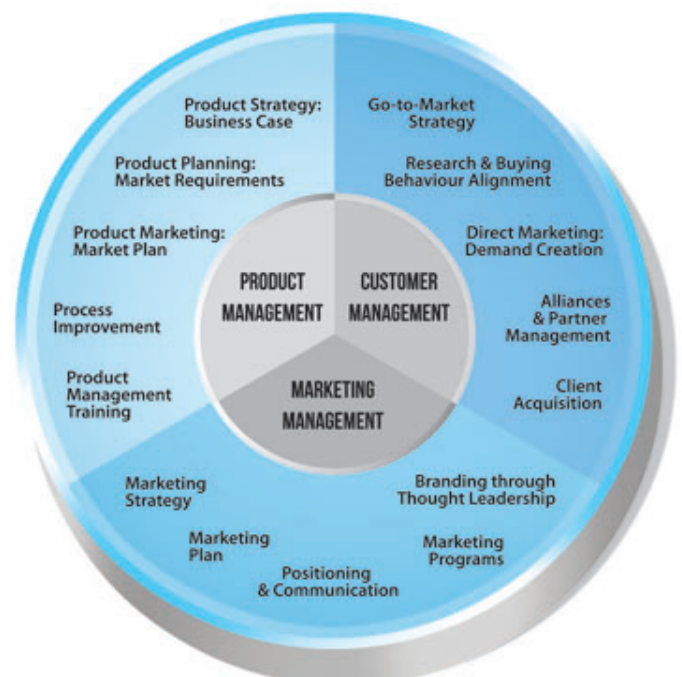 Product Strategy:
Business Case
Product Planning:
Market Requirements
Product Marketing:
Market Plan
Process
Improvement
Product
Management
Training
Go-to-Market
Strategy
Research & Buying
Behaviour Alignment
Direct Marketing:
Demand Creation
Alliances
& Partner
Management
Client
Acquisition
PRODUCT
MANAGEMENT
CUSTOMER
MANAGEMENT
MARKETING
MANAGEMENT
Marketing
Strategy
Marketing
Plan
Positioning
& Communication
Marketing
Programs
Branding through
Thought Leadership